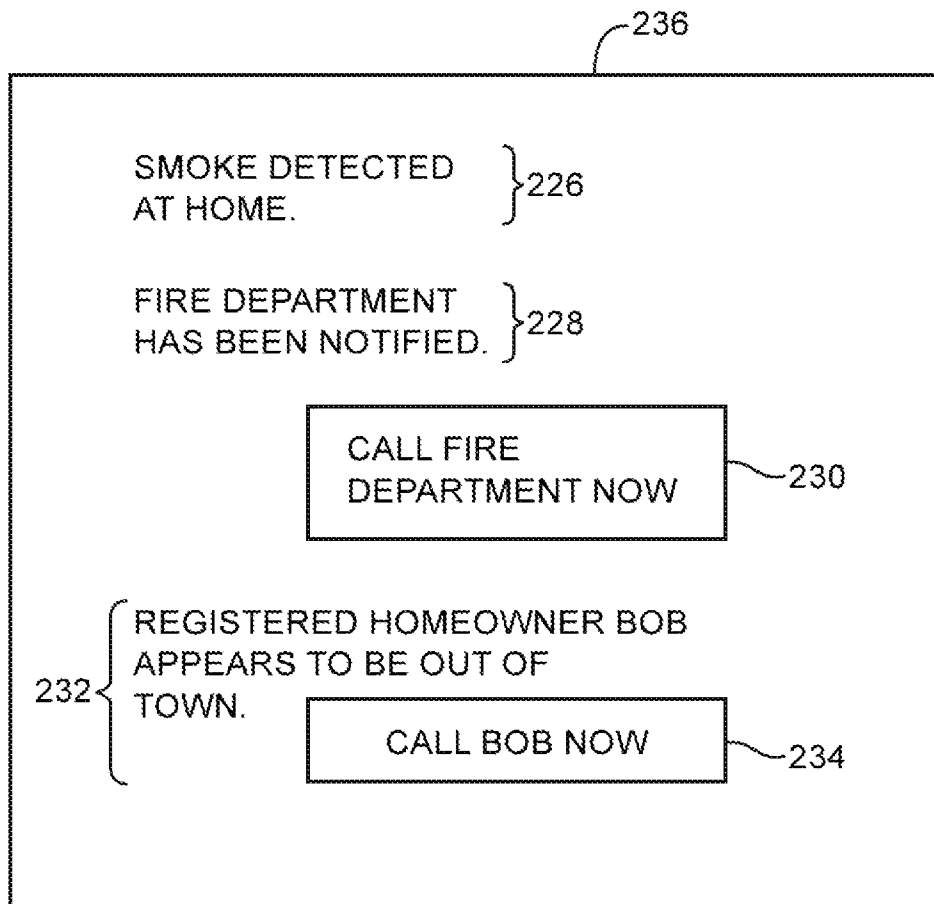 236
SMOKE DETECTED
AT HOME.
226
FIRE DEPARTMENT
HAS BEEN NOTIFIED.
228
CALL FIRE
DEPARTMENT NOW
230
REGISTERED HOMEOWNER BOB
APPEARS TO BE OUT OF
TOWN.
232
CALL BOB NOW
234